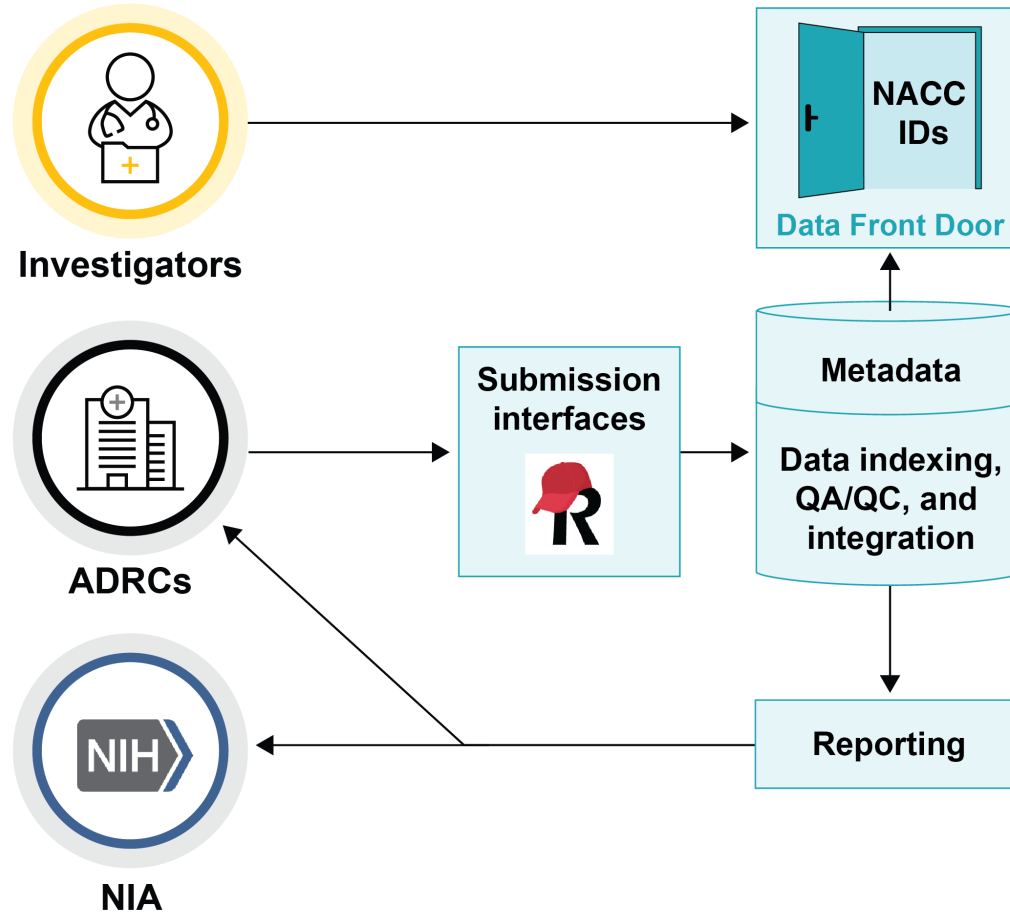 NACC
IDs
Data Front Door
Investigators
Submission
interfaces
R
Metadata
Data indexing,
QA/QC, and
integration
ADRCs
NIH
Reporting
NIA